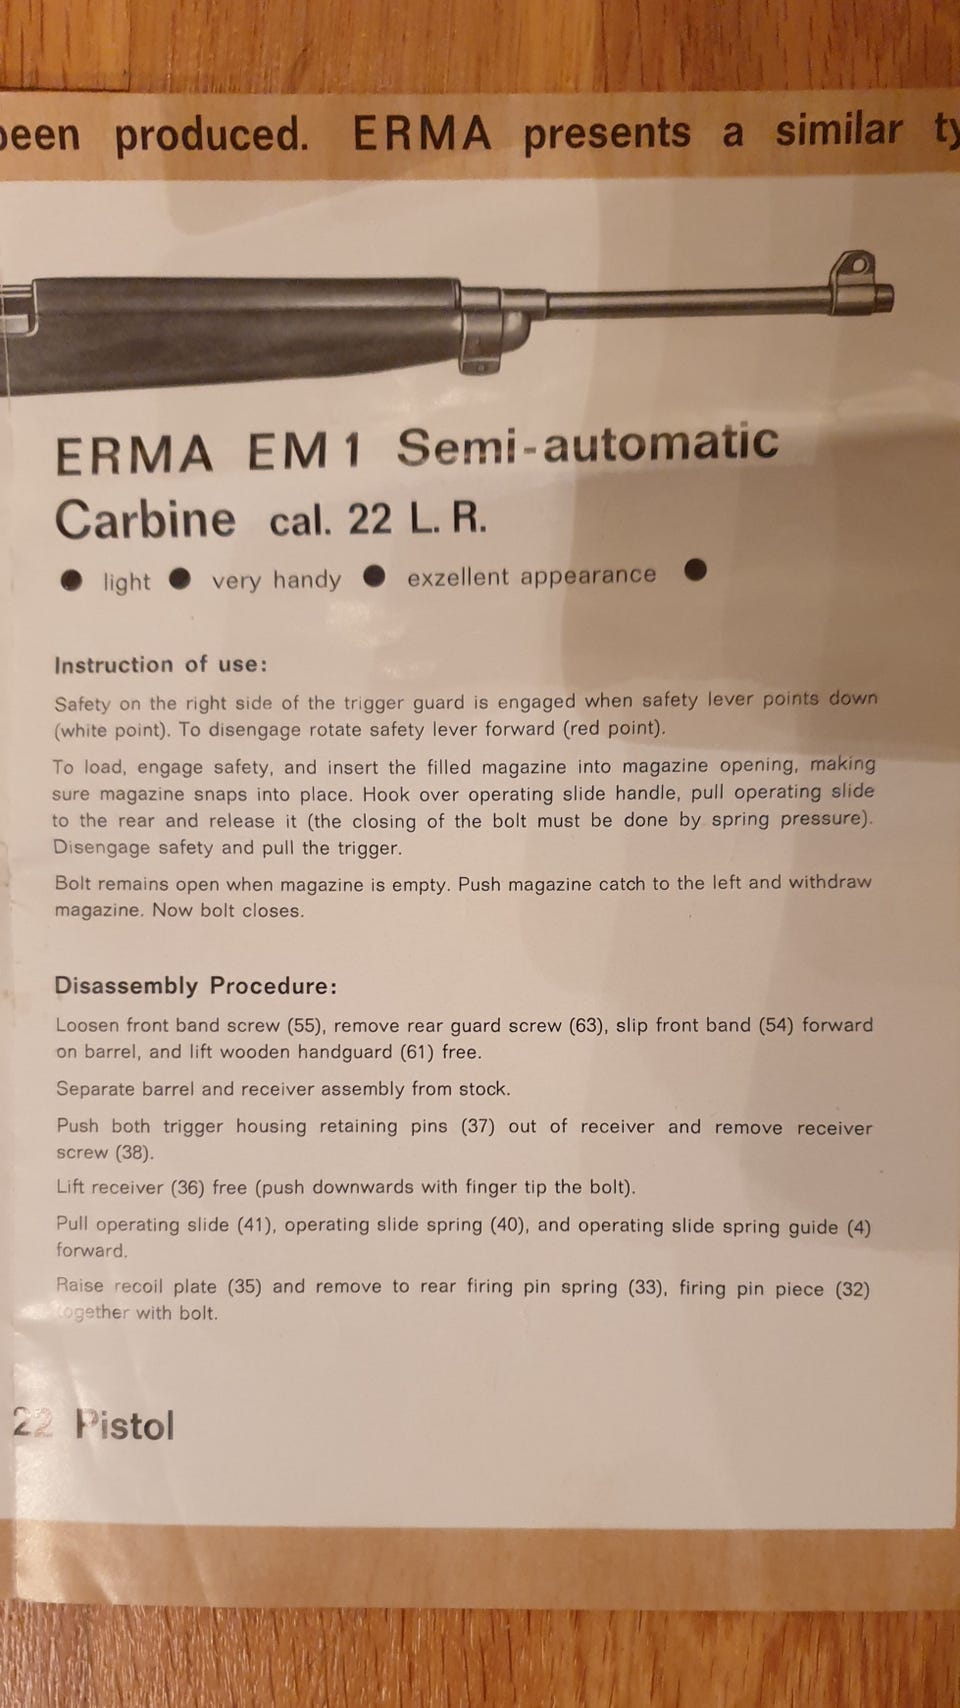 been produced. ERMA presents a similar
ERMA EM1 Semi-automatic
Carbine cal. 22 L. R.
● light ● very handy ● exzellent appearance ●
Instruction of use:
Safety on the right side of the trigger guard is engaged when safety lever points down
(white point). To disengage rotate safety lever forward (red point).
To load, engage safety, and insert the filled magazine into magazine opening, making
sure magazine snaps into place. Hook over operating slide handle, pull operating slide
to the rear and release it (the closing of the bolt must be done by spring pressure).
Disengage safety and pull the trigger.
Bolt remains open when magazine is empty. Push magazine catch to the left and withdraw
magazine. Now bolt closes.
Disassembly Procedure:
Loosen front band screw (55), remove rear guard screw (63), slip front band (54) forward
on barrel, and lift wooden handguard (61) free.
Separate barrel and receiver assembly from stock.
Push both trigger housing retaining pins (37) out of receiver and remove receiver
screw (38).
Lift receiver (36) free (push downwards with finger tip the bolt).
Pull operating slide (41), operating slide spring (40), and operating slide spring guide (4)
forward.
Raise recoil plate (35) and remove to rear firing pin spring (33), firing pin piece (32)
together with bolt.
22 Pistol